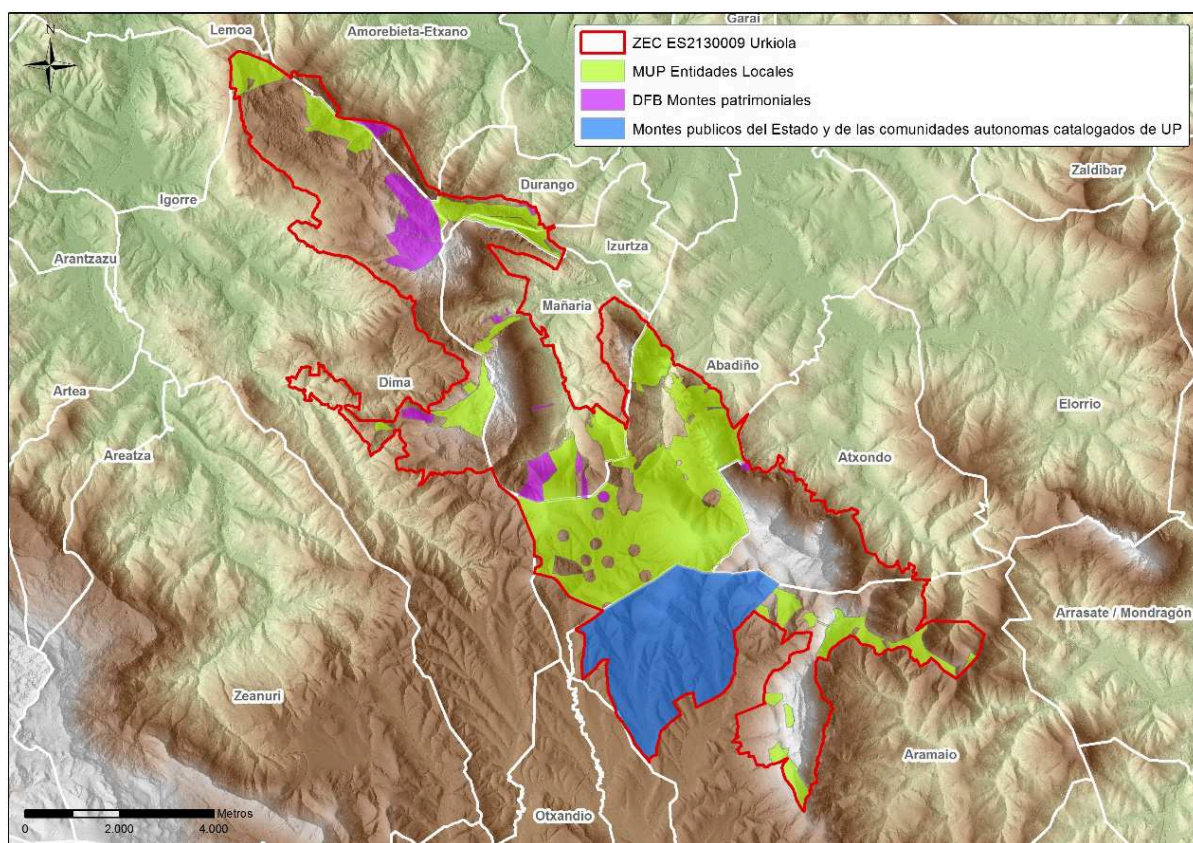 Garai
Lemoa
Amorebieta-Etxano
N
ZEC ES2130009 Urkiola
MUP Entidades Locales
DFB Montes patrimoniales
Montes publicos del Estado y de las comunidades autonomas catalogados de UP
Zaldibar
Durango
Igorre
Izurtza
Arantzazu
Mañaria
Abadiño
Dima
Artea
Elorrio
Areatza
Atxondo
Arrasate / Mondragón
Zeanuri
Aramaio
Otxandio
Metros
0 2.000 4.000